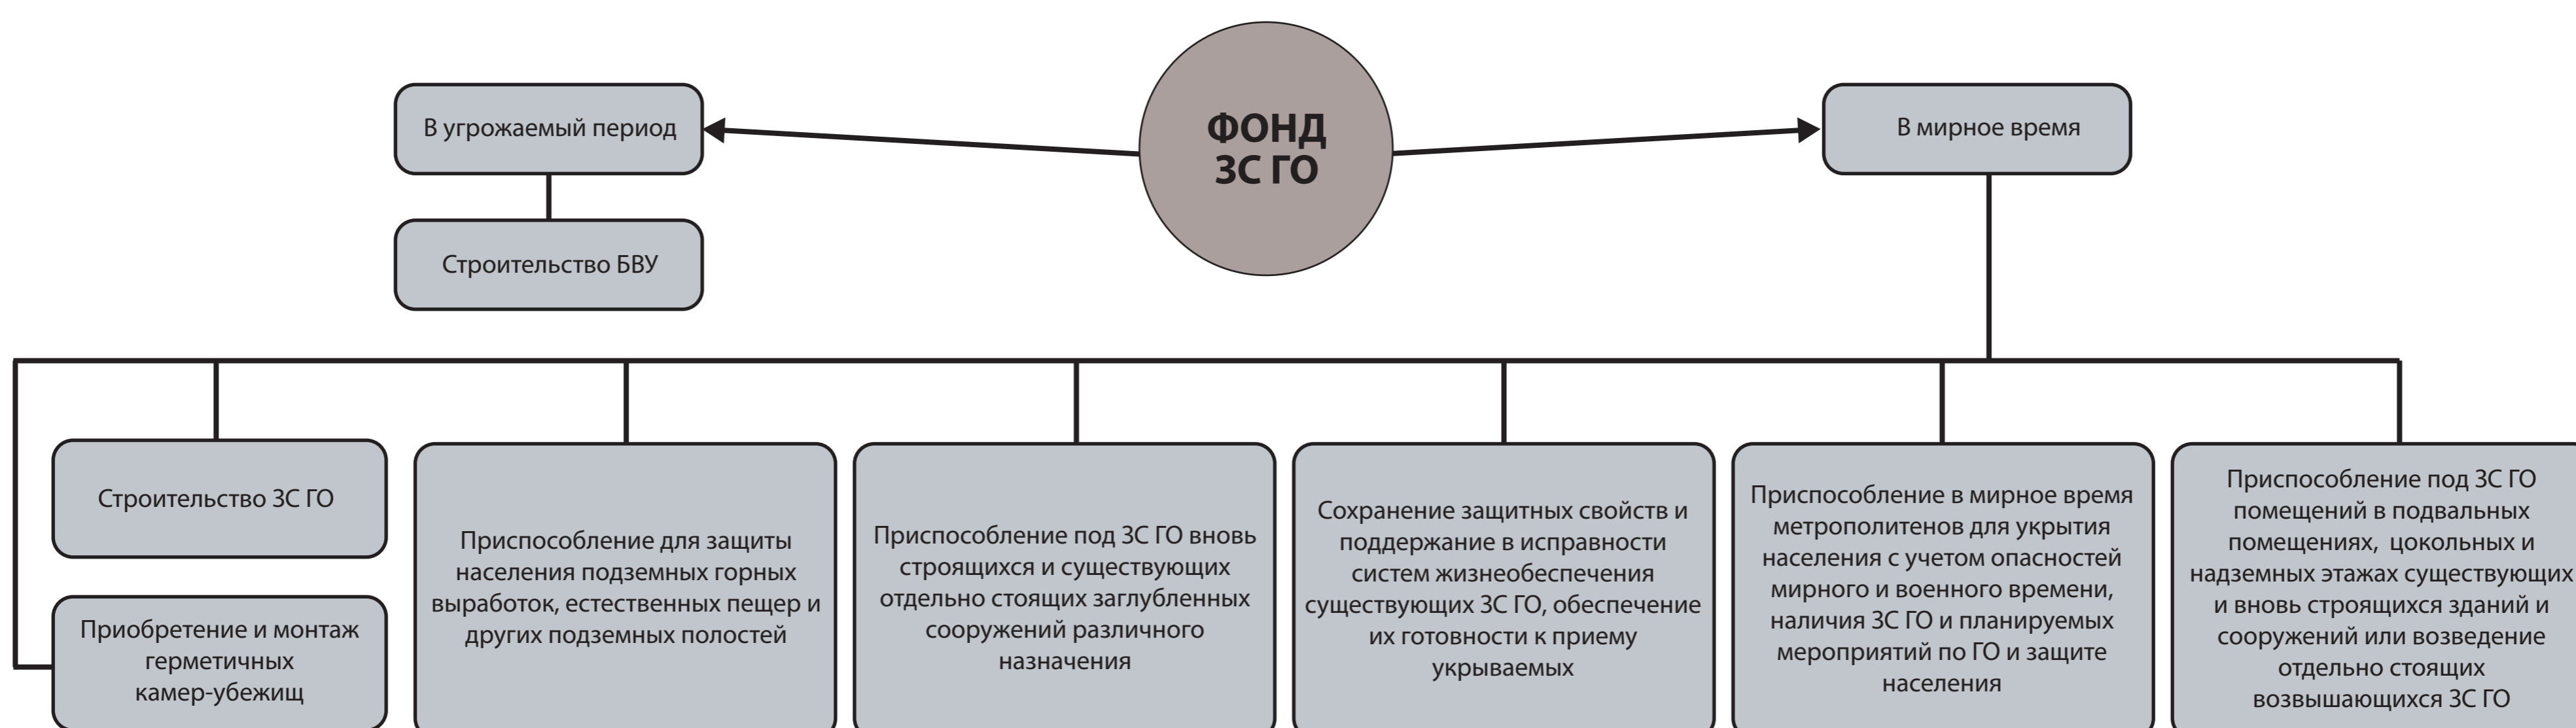 ФОНД
ЗС ГО
В угрожаемый период
В мирное время
Строительство БВУ
Строительство ЗС ГО
Приобретение и монтаж
герметичных
камер-убежищ
Приспособление для защиты
населения подземных горных
выработок, естественных пещер и
других подземных полостей
Приспособление под ЗС ГО вновь
строящихся и существующих
отдельно стоящих заглубленных
сооружений различного
назначения
Сохранение защитных свойств и
поддержание в исправности
систем жизнеобеспечения
существующих ЗС ГО, обеспечение
их готовности к приему
укрываемых
Приспособление в мирное время
метрополитенов для укрытия
населения с учетом опасностей
мирного и военного времени,
наличия ЗС ГО и планируемых
мероприятий по ГО и защите
населения
Приспособление под ЗС ГО
помещений в подвальных
помещениях, цокольных и
надземных этажах существующих
и вновь строящихся зданий и
сооружений или возведение
отдельно стоящих
возвышающихся ЗС ГО